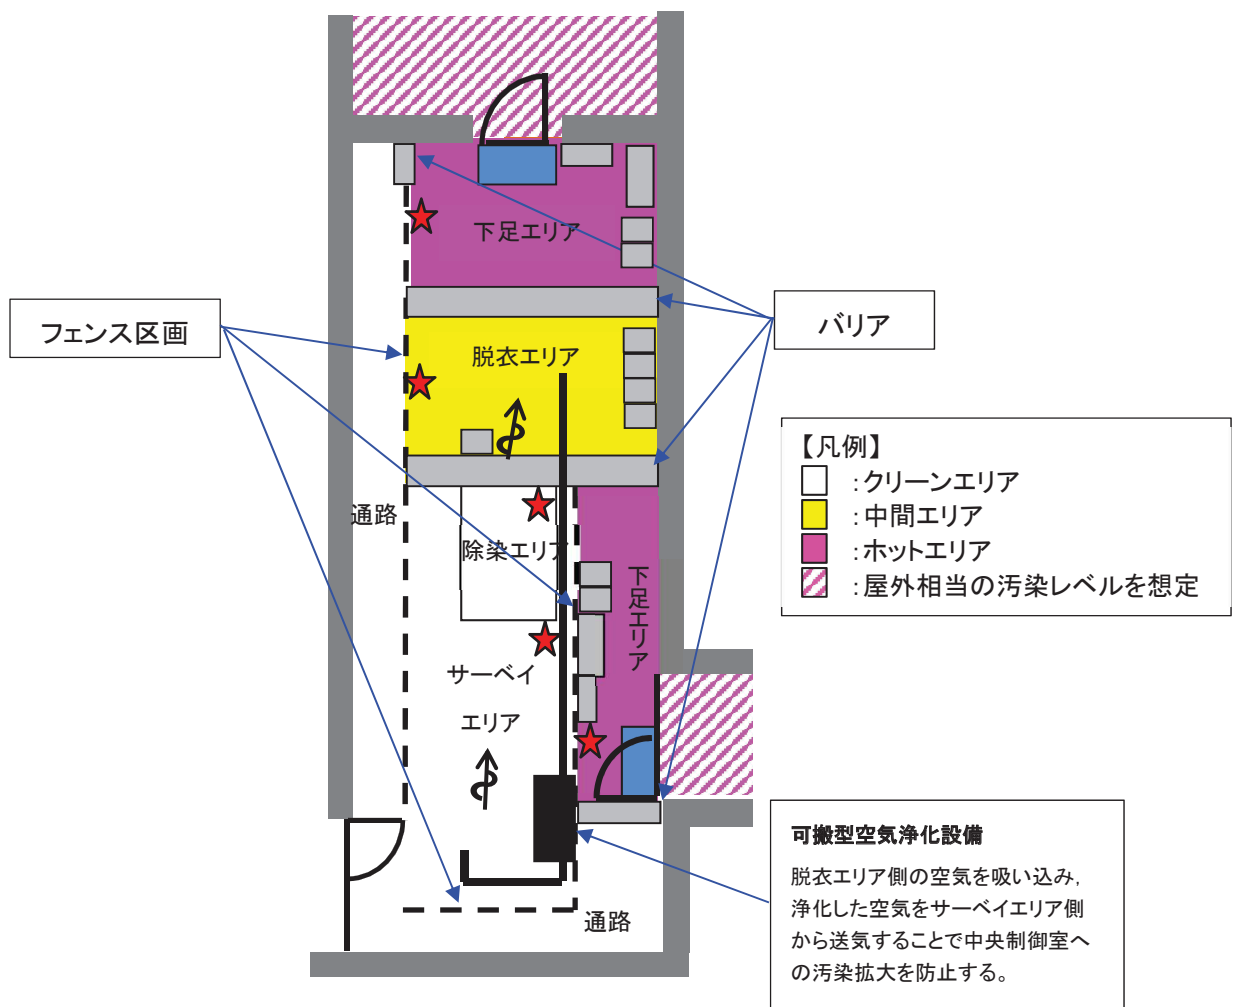 下足エリア
フェンス区画
バリア
脱衣エリア
【凡例】
：クリーンエリア
：中間エリア
：ホットエリア
：屋外相当の汚染レベルを想定
通路
除染エリア
下足エリア
サーベイ
エリア
可搬型空気浄化設備
脱衣エリア側の空気を吸い込み，
浄化した空気をサーベイエリア側
から送気することで中央制御室へ
の汚染拡大を防止する。
通路